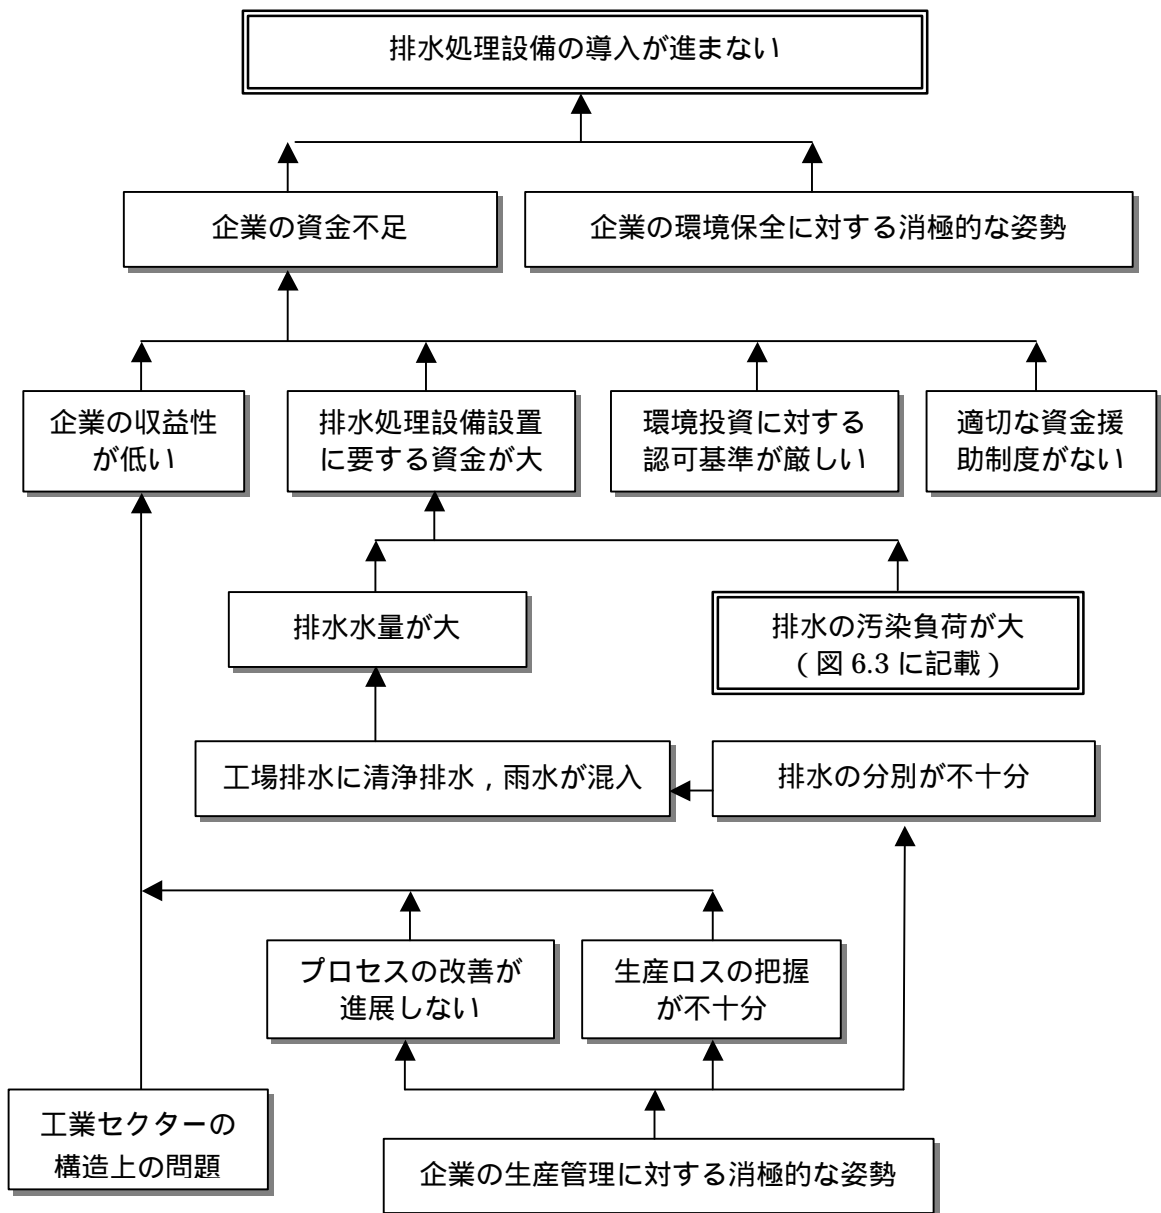 排水処理設備の導入が進まない
企業の資金不足
企業の環境保全に対する消極的な姿勢
企業の収益性
が低い
排水処理設備設置
に要する資金が大
環境投資に対する
認可基準が厳しい
適切な資金援
助制度がない
排水水量が大
排水の汚染負荷が大
(図 6.3 に記載)
工場排水に清浄排水,雨水が混入
排水の分別が不十分
プロセスの改善が
進展しない
生産ロスの把握
が不十分
工業セクターの
構造上の問題
企業の生産管理に対する消極的な姿勢